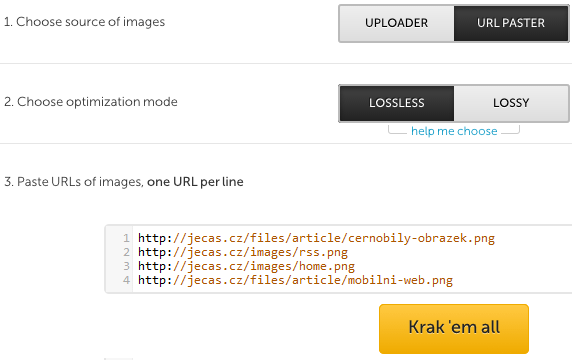 1. Choose source of images
UPLOADER URL PASTER
2. Choose optimization mode
LOSSLESS LOSSY
help me choose
3. Paste URLs of images, one URL per line
1 http://jecas.cz/files/article/cernobily-obrazek.png
2 http://jecas.cz/images/rss.png
3 http://jecas.cz/images/home.png
4 http://jecas.cz/files/article/mobilni-web.png
Krak 'em all